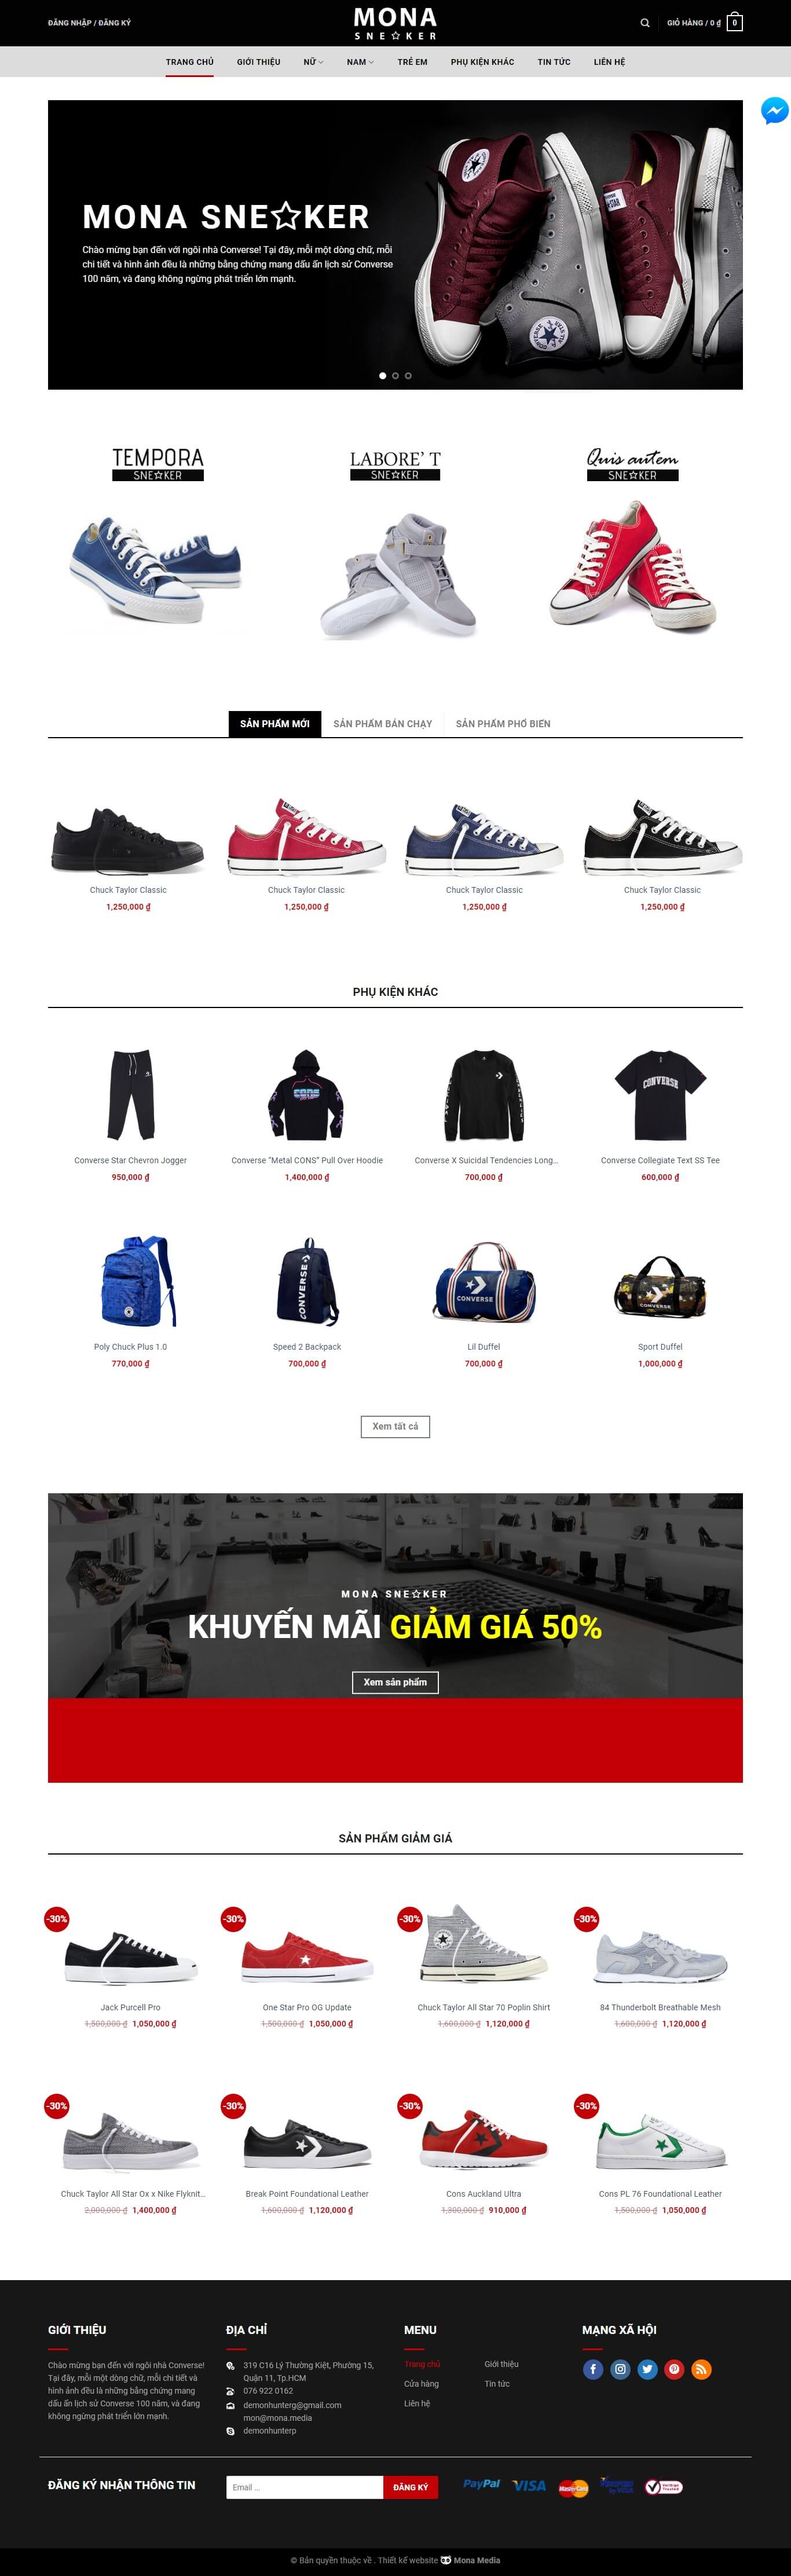 ĐĂNG NHẬP / ĐĂNG KÝ
MONA
SNE☆KER
GIỎ HÀNG / 0 ₫ 0
TRANG CHỦ GIỚI THIỆU NỮ NAM TRẺ EM PHỤ KIỆN KHÁC TIN TỨC LIÊN HỆ
MONA SNE☆KER
Chào mừng bạn đến với ngôi nhà Converse! Tại đây, mỗi một dòng chữ, mỗi
chi tiết và hình ảnh đều là những bằng chứng mang dấu ấn lịch sử Converse
100 năm, và đang không ngừng phát triển lớn mạnh.
TEMPORA
SNE☆KER
LABORE' T
SNE☆KER
Quis autem
SNE☆KER
SẢN PHẨM MỚI SẢN PHẨM BÁN CHẠY SẢN PHẨM PHỔ BIẾN
Chuck Taylor Classic
1,250,000 ₫
Chuck Taylor Classic
1,250,000 ₫
Chuck Taylor Classic
1,250,000 ₫
Chuck Taylor Classic
1,250,000 ₫
PHỤ KIỆN KHÁC
CONS
CONVERSE
Converse Star Chevron Jogger
950,000 ₫
Converse “Metal CONS” Pull Over Hoodie
1,400,000 ₫
Converse X Suicidal Tendencies Long...
700,000 ₫
Converse Collegiate Text SS Tee
600,000 ₫
CONVERSE
CONVERSE
CONVERSE
Poly Chuck Plus 1.0
770,000 ₫
Speed 2 Backpack
700,000 ₫
Lil Duffel
700,000 ₫
Sport Duffel
1,000,000 ₫
Xem tất cả
MONA SNE☆KER
KHUYẾN MÃI GIẢM GIÁ 50%
Xem sản phẩm
SẢN PHẨM GIẢM GIÁ
-30%
Jack Purcell Pro
1,500,000 ₫ 1,050,000 ₫
-30%
One Star Pro OG Update
1,500,000 ₫ 1,050,000 ₫
-30%
Chuck Taylor All Star 70 Poplin Shirt
1,600,000 ₫ 1,120,000 ₫
-30%
84 Thunderbolt Breathable Mesh
1,600,000 ₫ 1,120,000 ₫
-30%
Chuck Taylor All Star Ox x Nike Flyknit...
2,000,000 ₫ 1,400,000 ₫
-30%
Break Point Foundational Leather
1,600,000 ₫ 1,120,000 ₫
-30%
Cons Auckland Ultra
1,300,000 ₫ 910,000 ₫
-30%
Cons PL 76 Foundational Leather
1,500,000 ₫ 1,050,000 ₫
GIỚI THIỆU
Chào mừng bạn đến với ngôi nhà Converse!
Tại đây, mỗi một dòng chữ, mỗi chi tiết và
hình ảnh đều là những bằng chứng mang
dấu ấn lịch sử Converse 100 năm, và đang
không ngừng phát triển lớn mạnh.
ĐỊA CHỈ
319 C16 Lý Thường Kiệt, Phường 15,
Quận 11, Tp.HCM
076 922 0162
demonhunterg@gmail.com
mon@mona.media
demonhunterp
MENU
Trang chủ
Giới thiệu
Cửa hàng
Tin tức
Liên hệ
MẠNG XÃ HỘI
ĐĂNG KÝ NHẬN THÔNG TIN
Email ...
ĐĂNG KÝ
PayPal
VISA
MasterCard
VeriSign
Trusted
© Bản quyền thuộc về . Thiết kế website Mona Media